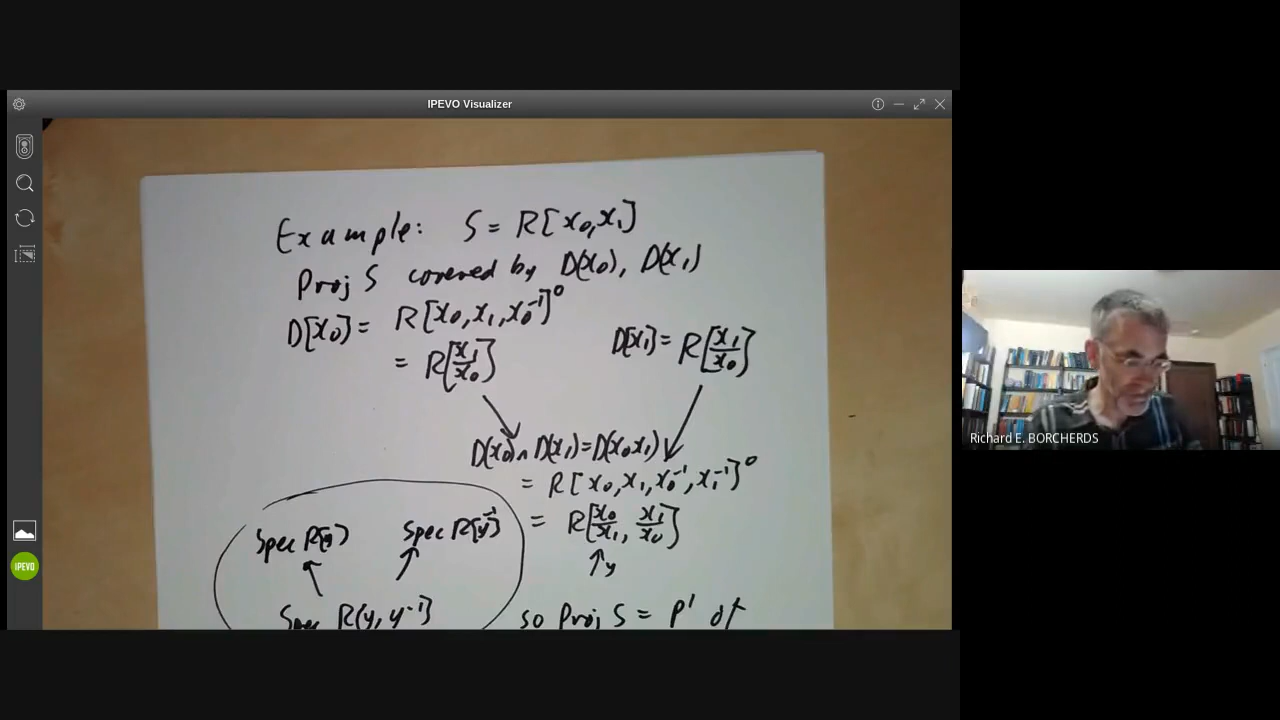 IPEVO Visualizer
Example: S = R[x₀,x₁]
Proj S covered by D(x₀), D(x₁)
D[x₀] = R[x₀,x₁,x₀⁻¹]⁰
= R[x₁/x₀]
D[x₁] = R[x₁/x₀]
D(x₀)∩D(x₁)=D(x₀x₁)
= R[x₀,x₁,x₀⁻¹,x₁⁻¹]⁰
= R[x₀/x₁, x₁/x₀]
↑y
Spec R[y] Spec R[y⁻¹]
Spec R[y, y⁻¹]
so Proj S = P¹ of
IPEVO
Richard E. BORCHERDS